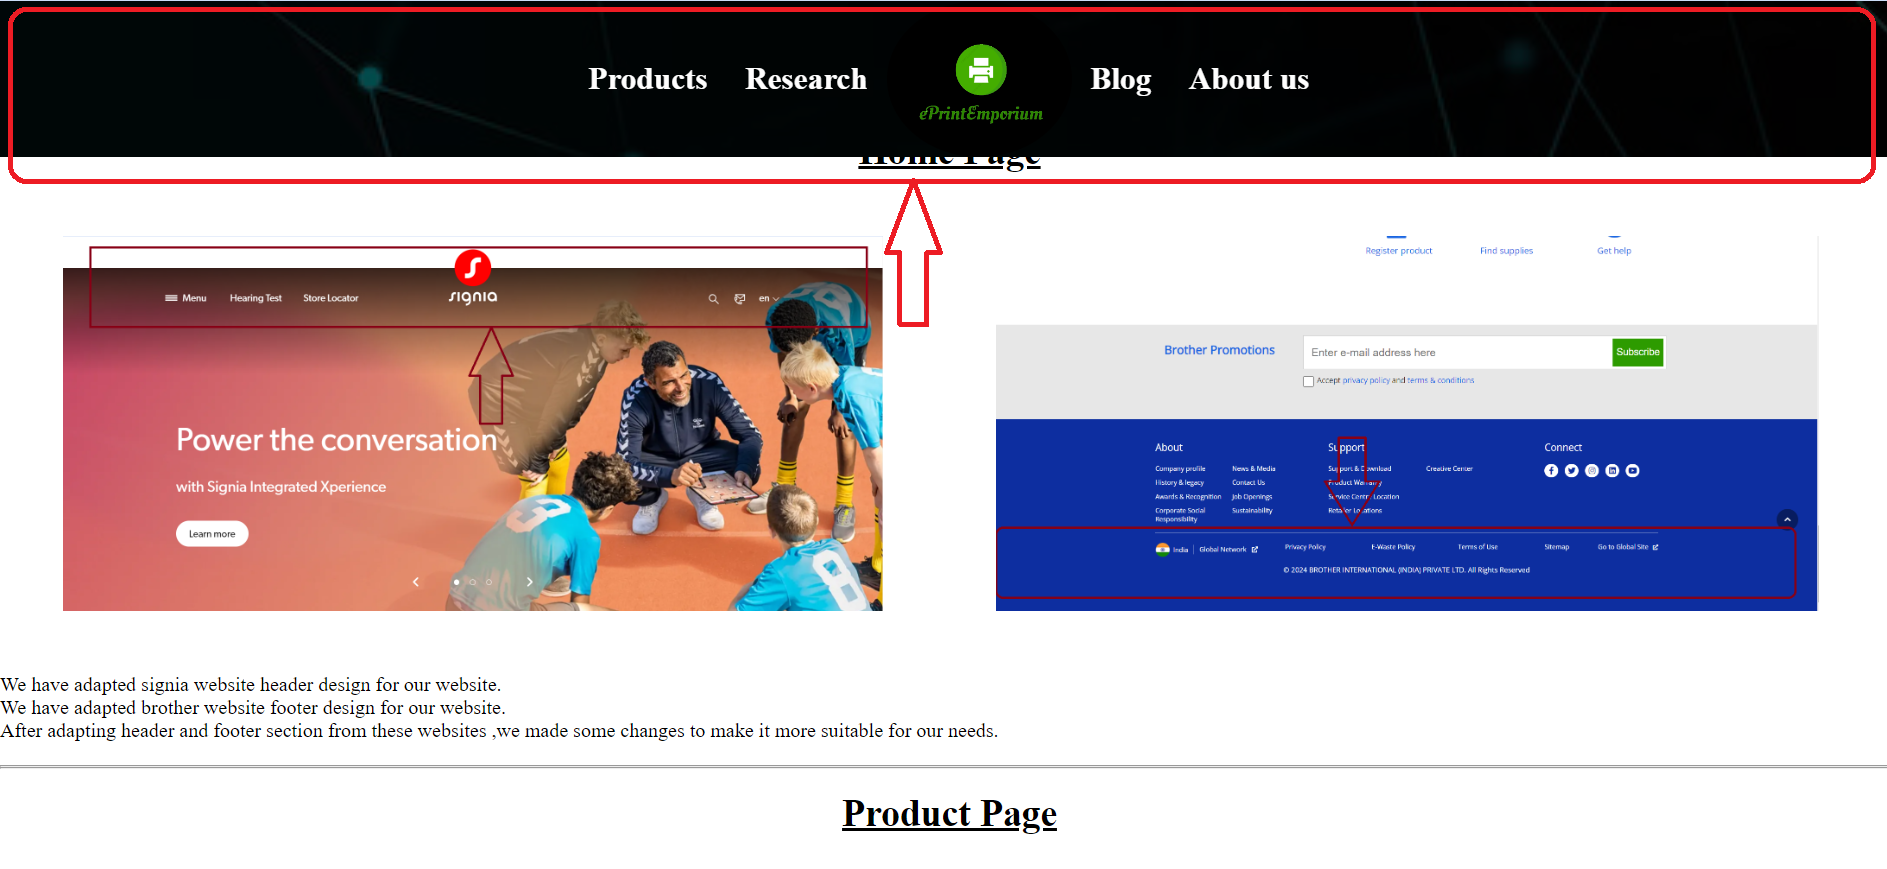 Products Research ePrintEmporium Blog About us
Home Page
Menu Hearing Test Store Locator signia en
Power the conversation
with Signia Integrated Xperience
Learn more
Register product Find supplies Get help
Brother Promotions Enter e-mail address here Subscribe
Accept privacy policy and terms & conditions
About Support Connect
Company profile News & Media Support & Download Creative Center
History & legacy Contact Us Product Warranty
Awards & Recognition Job Openings Service Centre Location
Corporate Social Sustainability Retailer Locations
Responsibility
India Global Network Privacy Policy E-Waste Policy Terms of Use Sitemap Go to Global Site
© 2024 BROTHER INTERNATIONAL (INDIA) PRIVATE LTD. All Rights Reserved
We have adapted signia website header design for our website.
We have adapted brother website footer design for our website.
After adapting header and footer section from these websites ,we made some changes to make it more suitable for our needs.
Product Page